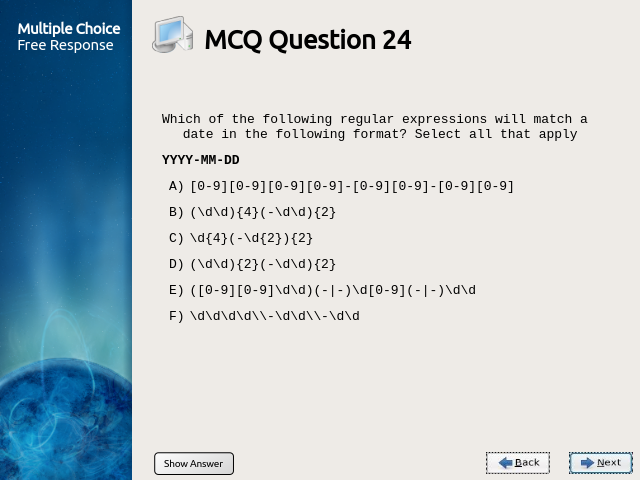 Multiple Choice
Free Response
MCQ Question 24
Which of the following regular expressions will match a
date in the following format? Select all that apply
YYYY-MM-DD
A) [0-9][0-9][0-9][0-9]-[0-9][0-9]-[0-9][0-9]
B) (\d\d){4}(-\d\d){2}
C) \d{4}(-\d{2}){2}
D) (\d\d){2}(-\d\d){2}
E) ([0-9][0-9]\d\d)(-|-)\d[0-9](-|-)\d\d
F) \d\d\d\d\\-\d\d\\-\d\d
Show Answer
Back
Next